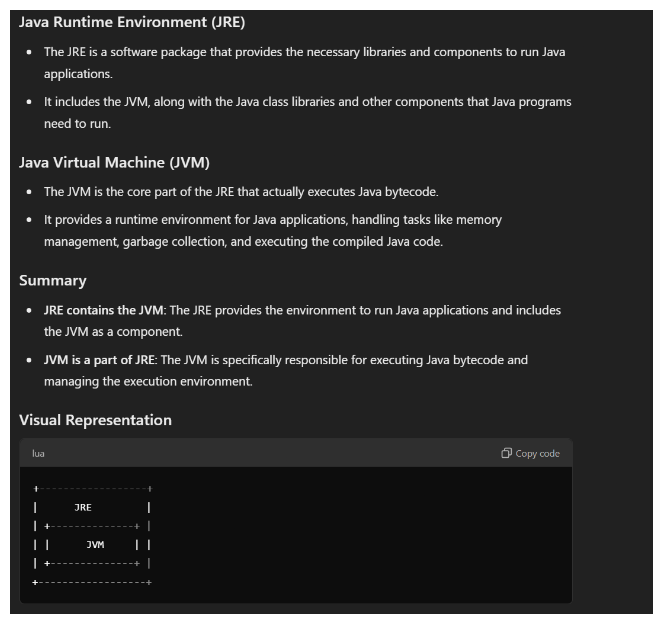 Java Runtime Environment (JRE)
• The JRE is a software package that provides the necessary libraries and components to run Java
applications.
• It includes the JVM, along with the Java class libraries and other components that Java programs
need to run.
Java Virtual Machine (JVM)
• The JVM is the core part of the JRE that actually executes Java bytecode.
• It provides a runtime environment for Java applications, handling tasks like memory
management, garbage collection, and executing the compiled Java code.
Summary
• JRE contains the JVM: The JRE provides the environment to run Java applications and includes
the JVM as a component.
• JVM is a part of JRE: The JVM is specifically responsible for executing Java bytecode and
managing the execution environment.
Visual Representation
lua Copy code
+------------------+
|      JRE         |
| +--------------+ |
| |      JVM     | |
| +--------------+ |
+------------------+